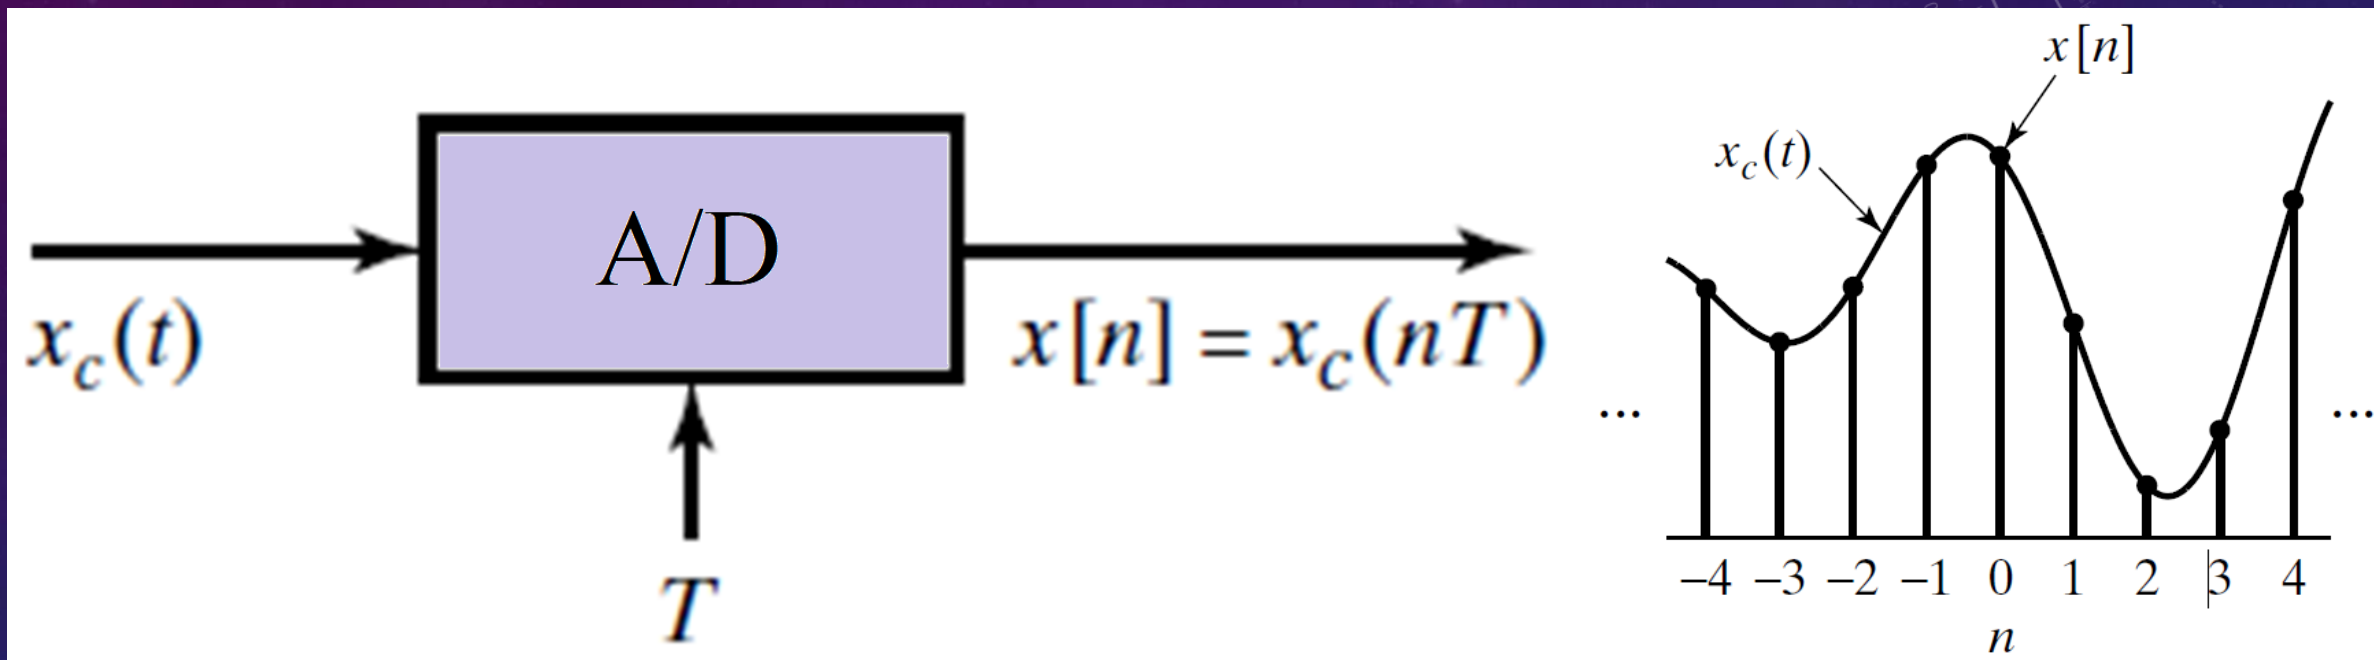 x_c(t)
A/D
T
x[n] = x_c(nT)
x[n]
x_c(t)
... ...
−4 −3 −2 −1 0 1 2 3 4
n